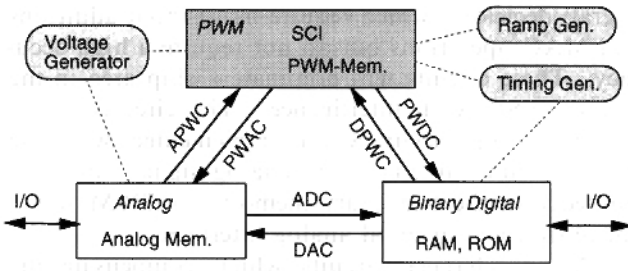 PWM
SCI
PWM-Mem.
Voltage
Generator
Ramp Gen.
Timing Gen.
APWC
PWAC
DPWC
PWDC
I/O
Analog
Analog Mem.
ADC
DAC
Binary Digital
RAM, ROM
I/O